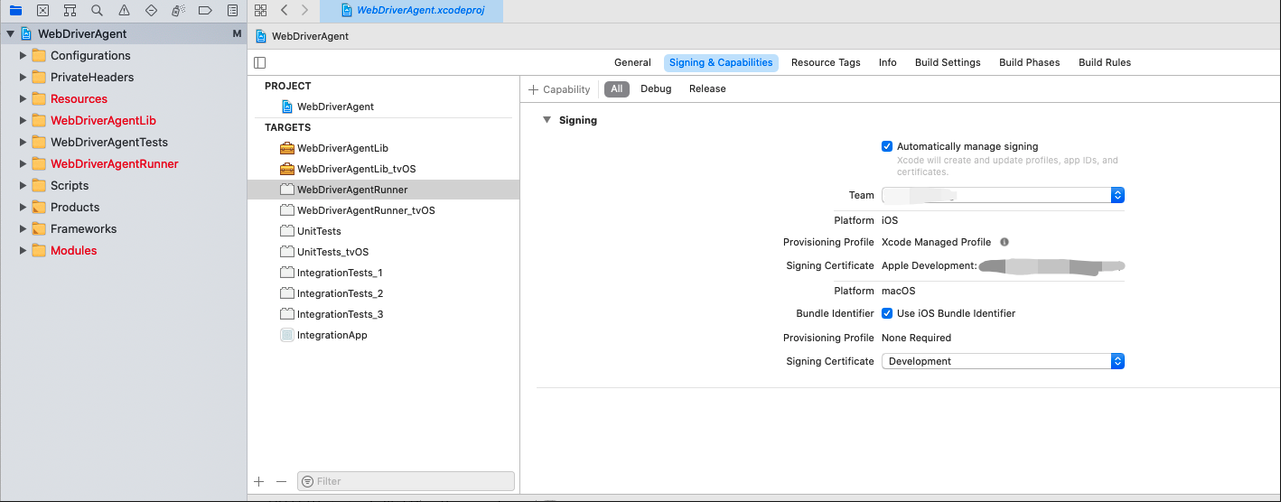 WebDriverAgent.xcodeproj
WebDriverAgent M
WebDriverAgent
Configurations
PrivateHeaders
Resources
WebDriverAgentLib
WebDriverAgentTests
WebDriverAgentRunner
Scripts
Products
Frameworks
Modules
General Signing & Capabilities Resource Tags Info Build Settings Build Phases Build Rules
PROJECT
WebDriverAgent
TARGETS
WebDriverAgentLib
WebDriverAgentLib_tvOS
WebDriverAgentRunner
WebDriverAgentRunner_tvOS
UnitTests
UnitTests_tvOS
IntegrationTests_1
IntegrationTests_2
IntegrationTests_3
IntegrationApp
Filter
+ Capability All Debug Release
Signing
Automatically manage signing
Xcode will create and update profiles, app IDs, and
certificates.
Team
Platform iOS
Provisioning Profile Xcode Managed Profile
Signing Certificate Apple Development:
Platform macOS
Bundle Identifier Use iOS Bundle Identifier
Provisioning Profile None Required
Signing Certificate Development